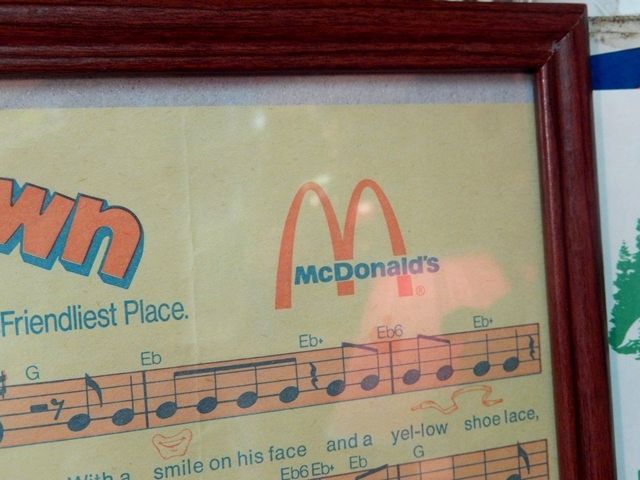 wn
McDonald's®
Friendliest Place.
G Eb Eb+ Eb6 Eb+
With a smile on his face and a yel-low shoe lace,
Eb6 Eb+ Eb G